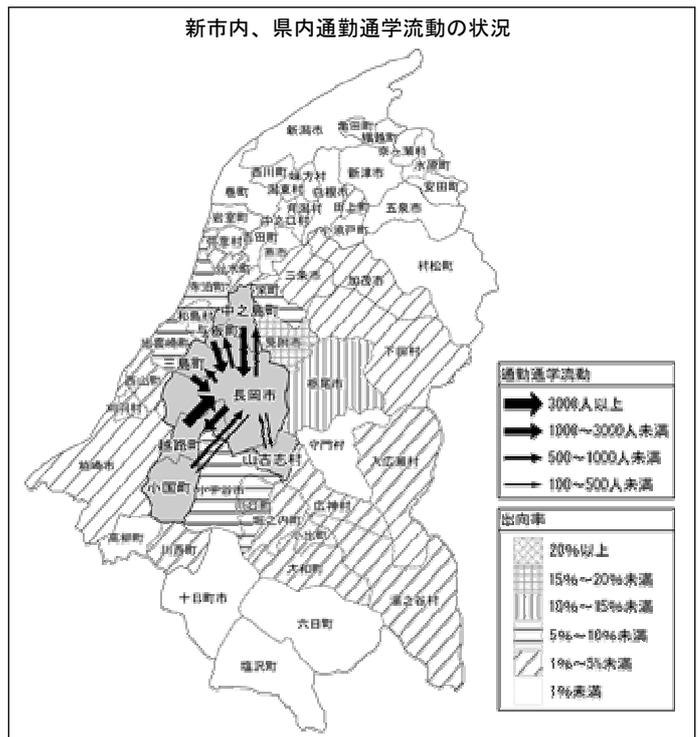 新市内、県内通勤通学流動の状況
新潟市
亀田町
横越町
水原町
西川町
味方村
新津市
安田町
巻町
潟東村
白根市
岩室町
中之口村
田上町
五泉市
小須戸町
吉田町
燕市
村松町
三条市
加茂市
寺泊町
中之島町
和島村
与板町
見附市
下田村
出雲崎町
三島町
西山町
長岡市
栃尾市
刈羽村
越路町
守門村
入広瀬村
山古志村
小国町
小千谷市
川口町
広神村
堀之内町
高柳町
川西町
小出町
大和町
湯之谷村
十日町市
六日町
塩沢町
通勤通学流動
3000人以上
1000〜3000人未満
500〜1000人未満
100〜500人未満
出向率
20%以上
15%〜20%未満
10%〜15%未満
5%〜10%未満
1%〜5%未満
1%未満